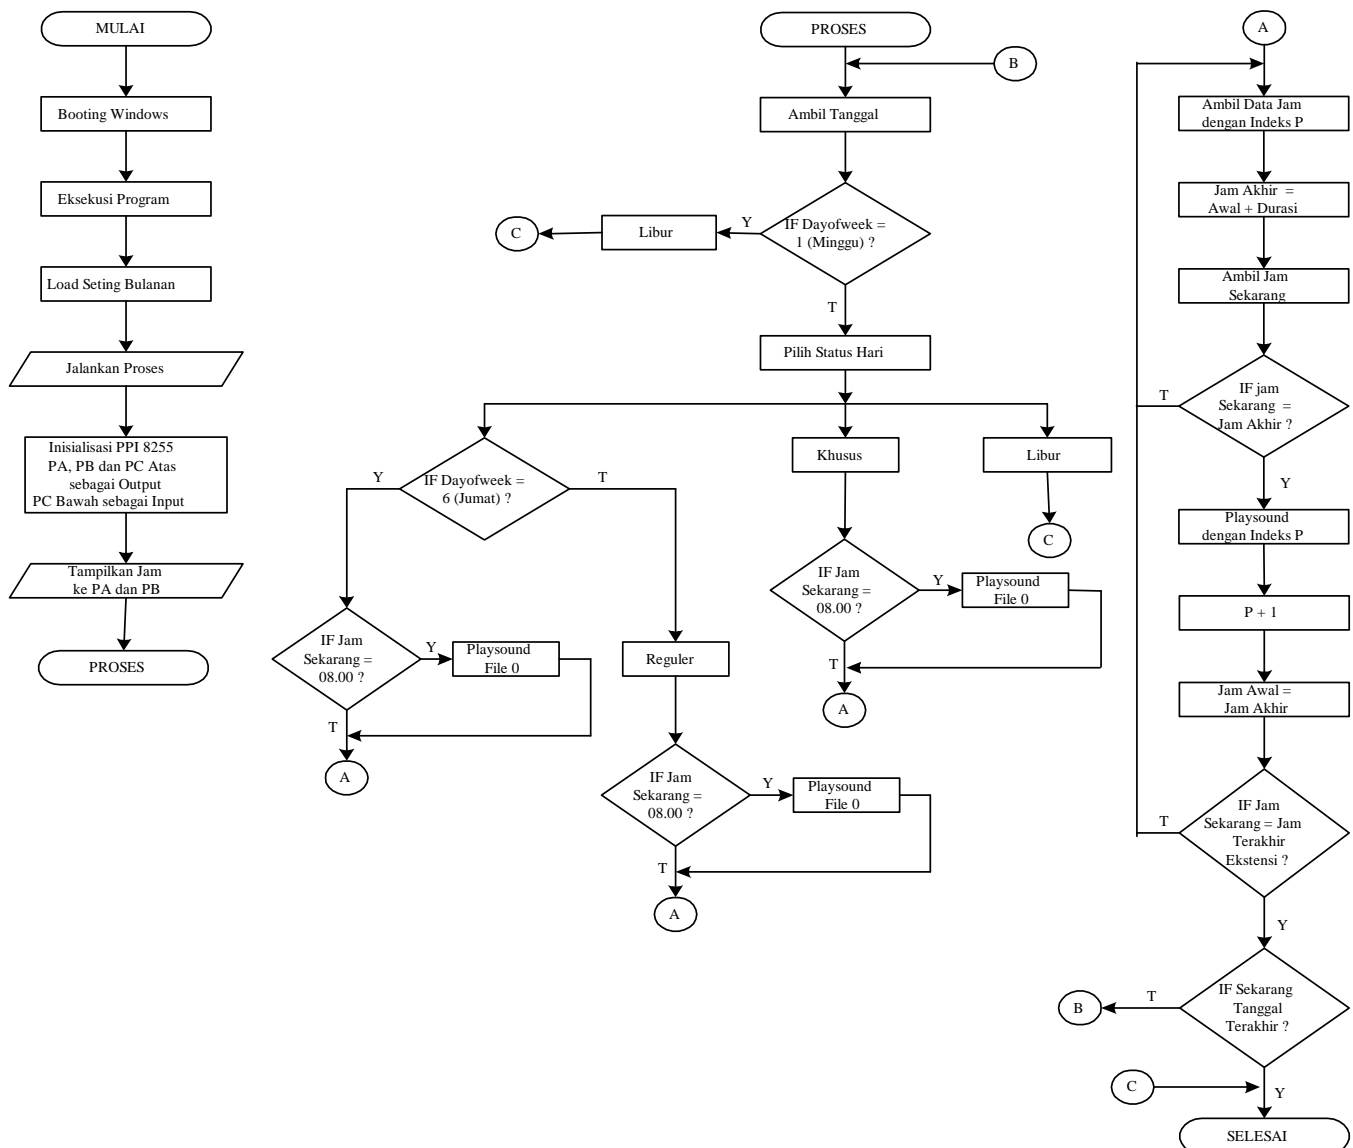 MULAI
Booting Windows
Eksekusi Program
Load Seting Bulanan
Jalankan Proses
Inisialisasi PPI 8255
PA, PB dan PC Atas
sebagai Output
PC Bawah sebagai Input
Tampilkan Jam
ke PA dan PB
PROSES
PROSES
B
Ambil Tanggal
IF Dayofweek =
1 (Minggu) ?
Y
Libur
C
T
Pilih Status Hari
IF Dayofweek =
6 (Jumat) ?
Y
T
IF Jam
Sekarang =
08.00 ?
Y
Playsound
File 0
T
A
Reguler
IF Jam
Sekarang =
08.00 ?
Y
Playsound
File 0
T
A
Khusus
IF Jam
Sekarang =
08.00 ?
Y
Playsound
File 0
T
A
Libur
C
A
Ambil Data Jam
dengan Indeks P
Jam Akhir =
Awal + Durasi
Ambil Jam
Sekarang
IF jam
Sekarang =
Jam Akhir ?
T
Y
Playsound
dengan Indeks P
P + 1
Jam Awal =
Jam Akhir
IF Jam
Sekarang = Jam
Terakhir
Ekstensi ?
T
Y
IF Sekarang
Tanggal
Terakhir ?
T
B
C
Y
SELESAI